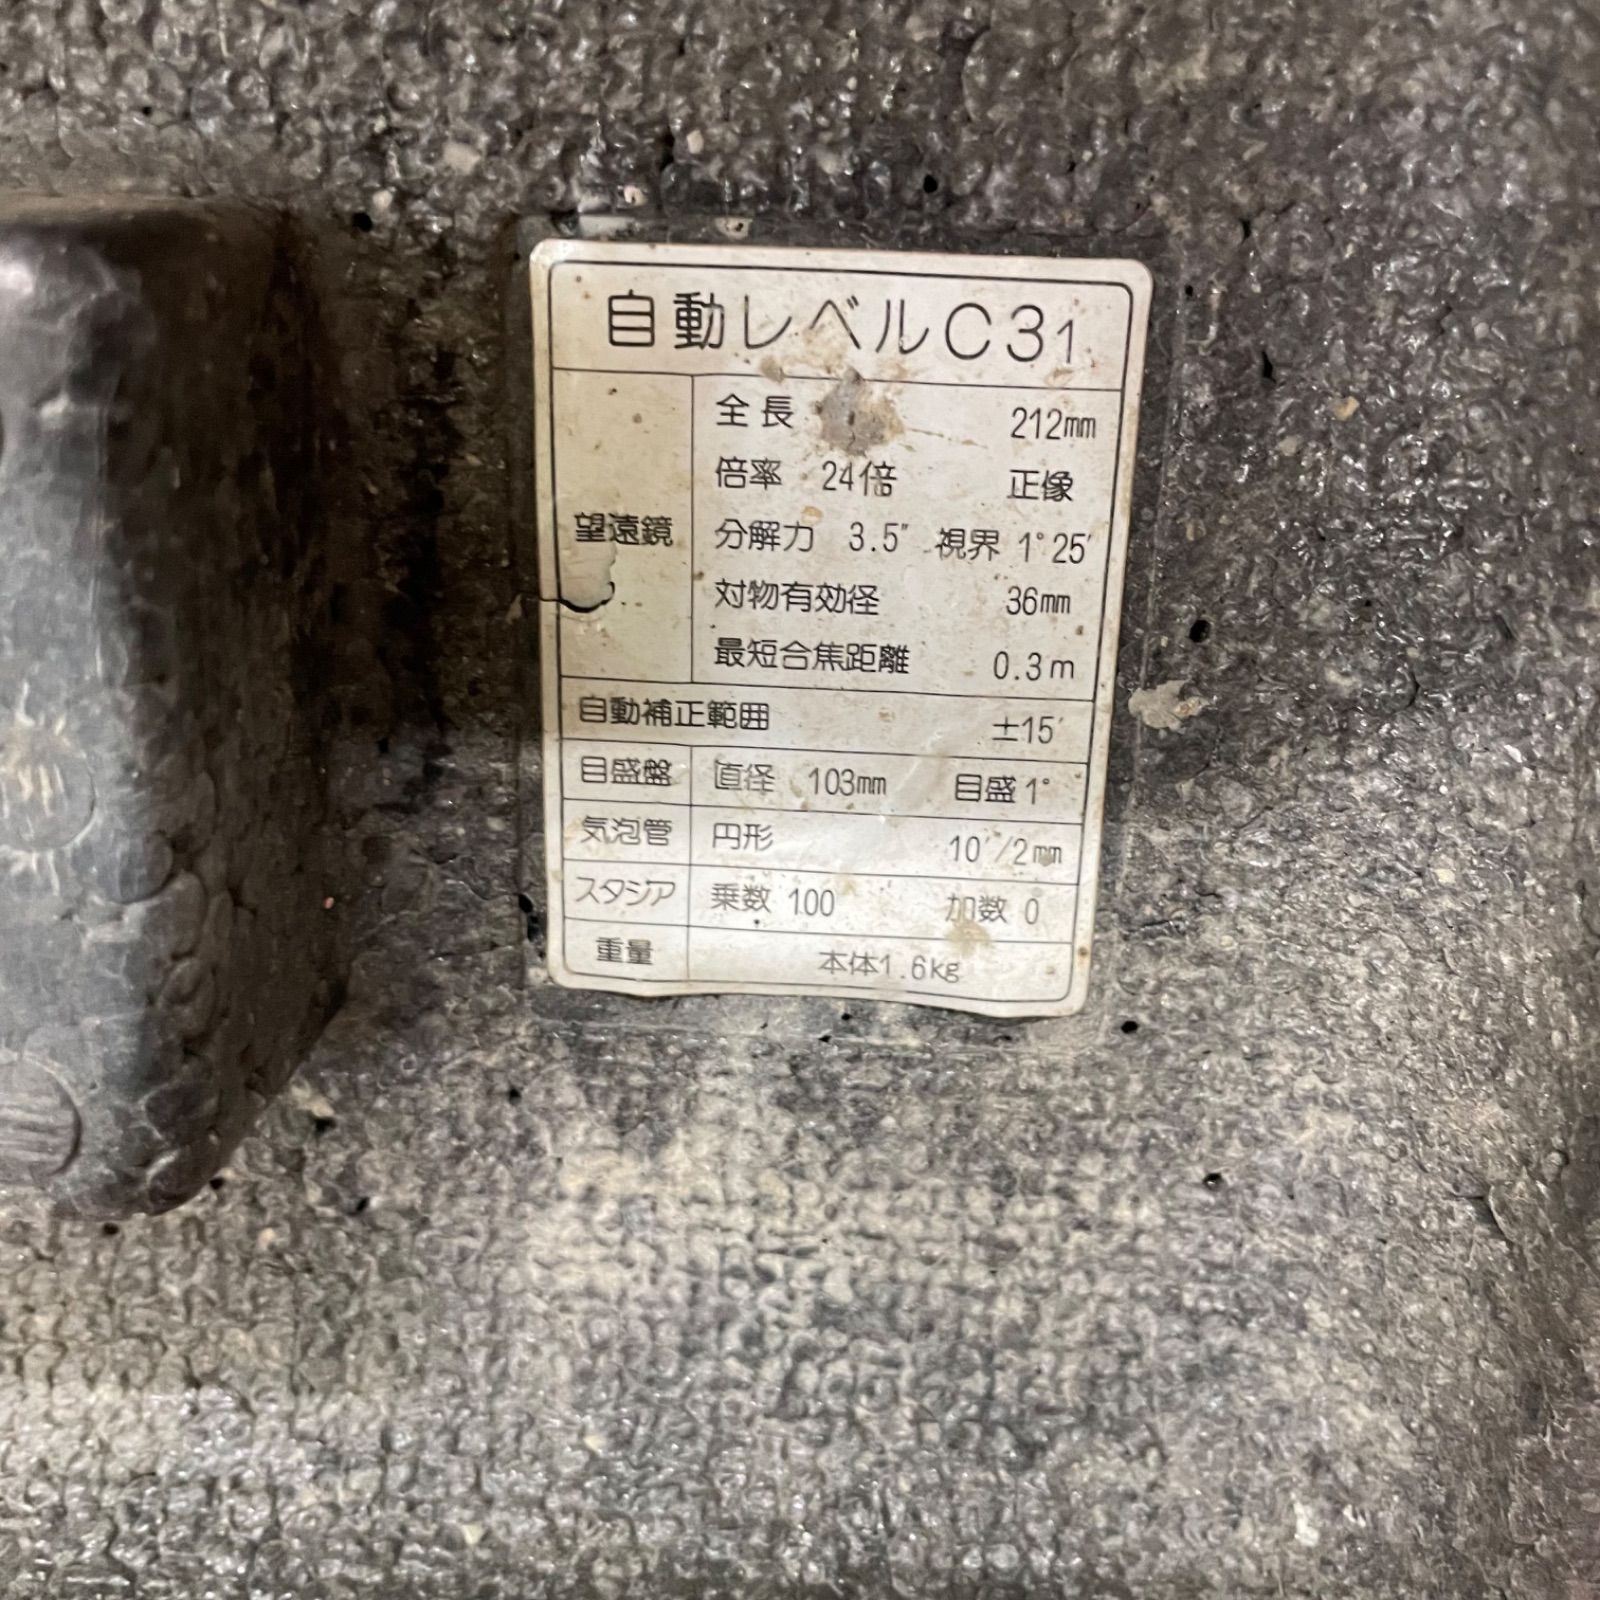 自動レベルC31
望遠鏡
全長 212mm
倍率 24倍 正像
分解力 3.5" 視界 1°25'
対物有効径 36mm
最短合焦距離 0.3m
自動補正範囲 ±15'
目盛盤 直径 103mm 目盛 1°
気泡管 円形 10'/2mm
スタジア 乗数 100 加数 0
重量 本体1.6kg